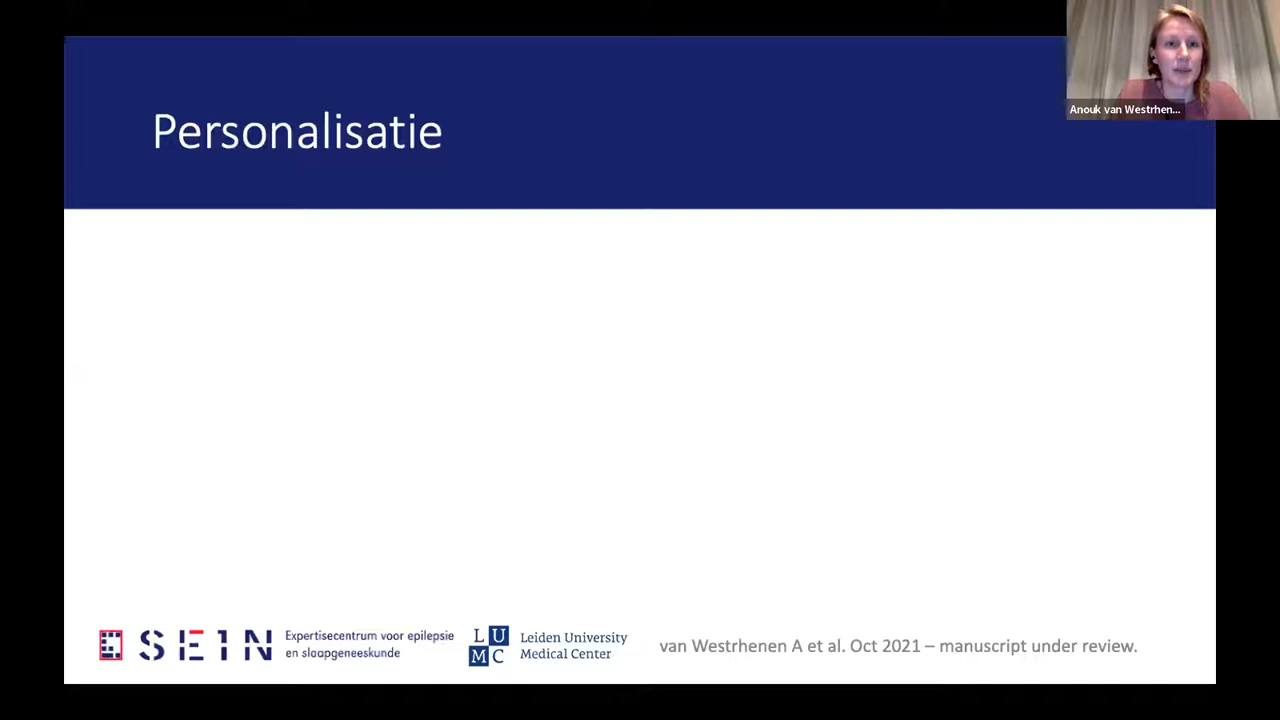 Anouk van Westrhen...
Personalisatie
SEIN
Expertisecentrum voor epilepsie
en slaapgeneeskunde
L U
M C
Leiden University
Medical Center
van Westrhenen A et al. Oct 2021 – manuscript under review.